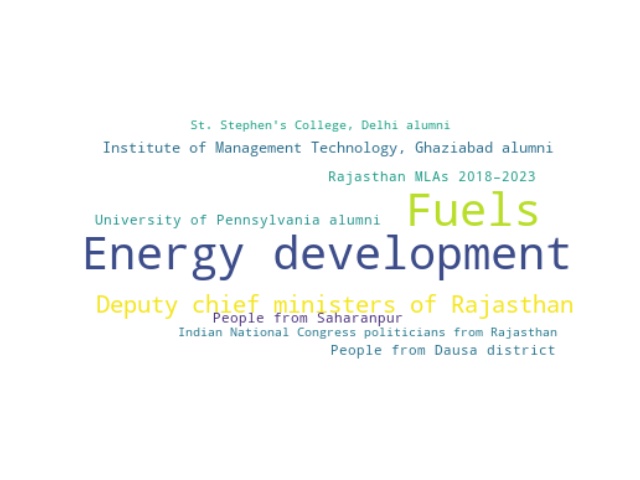 St. Stephen's College, Delhi alumni
Institute of Management Technology, Ghaziabad alumni
Rajasthan MLAs 2018–2023
Fuels
University of Pennsylvania alumni
Energy development
Deputy chief ministers of Rajasthan
People from Saharanpur
Indian National Congress politicians from Rajasthan
People from Dausa district